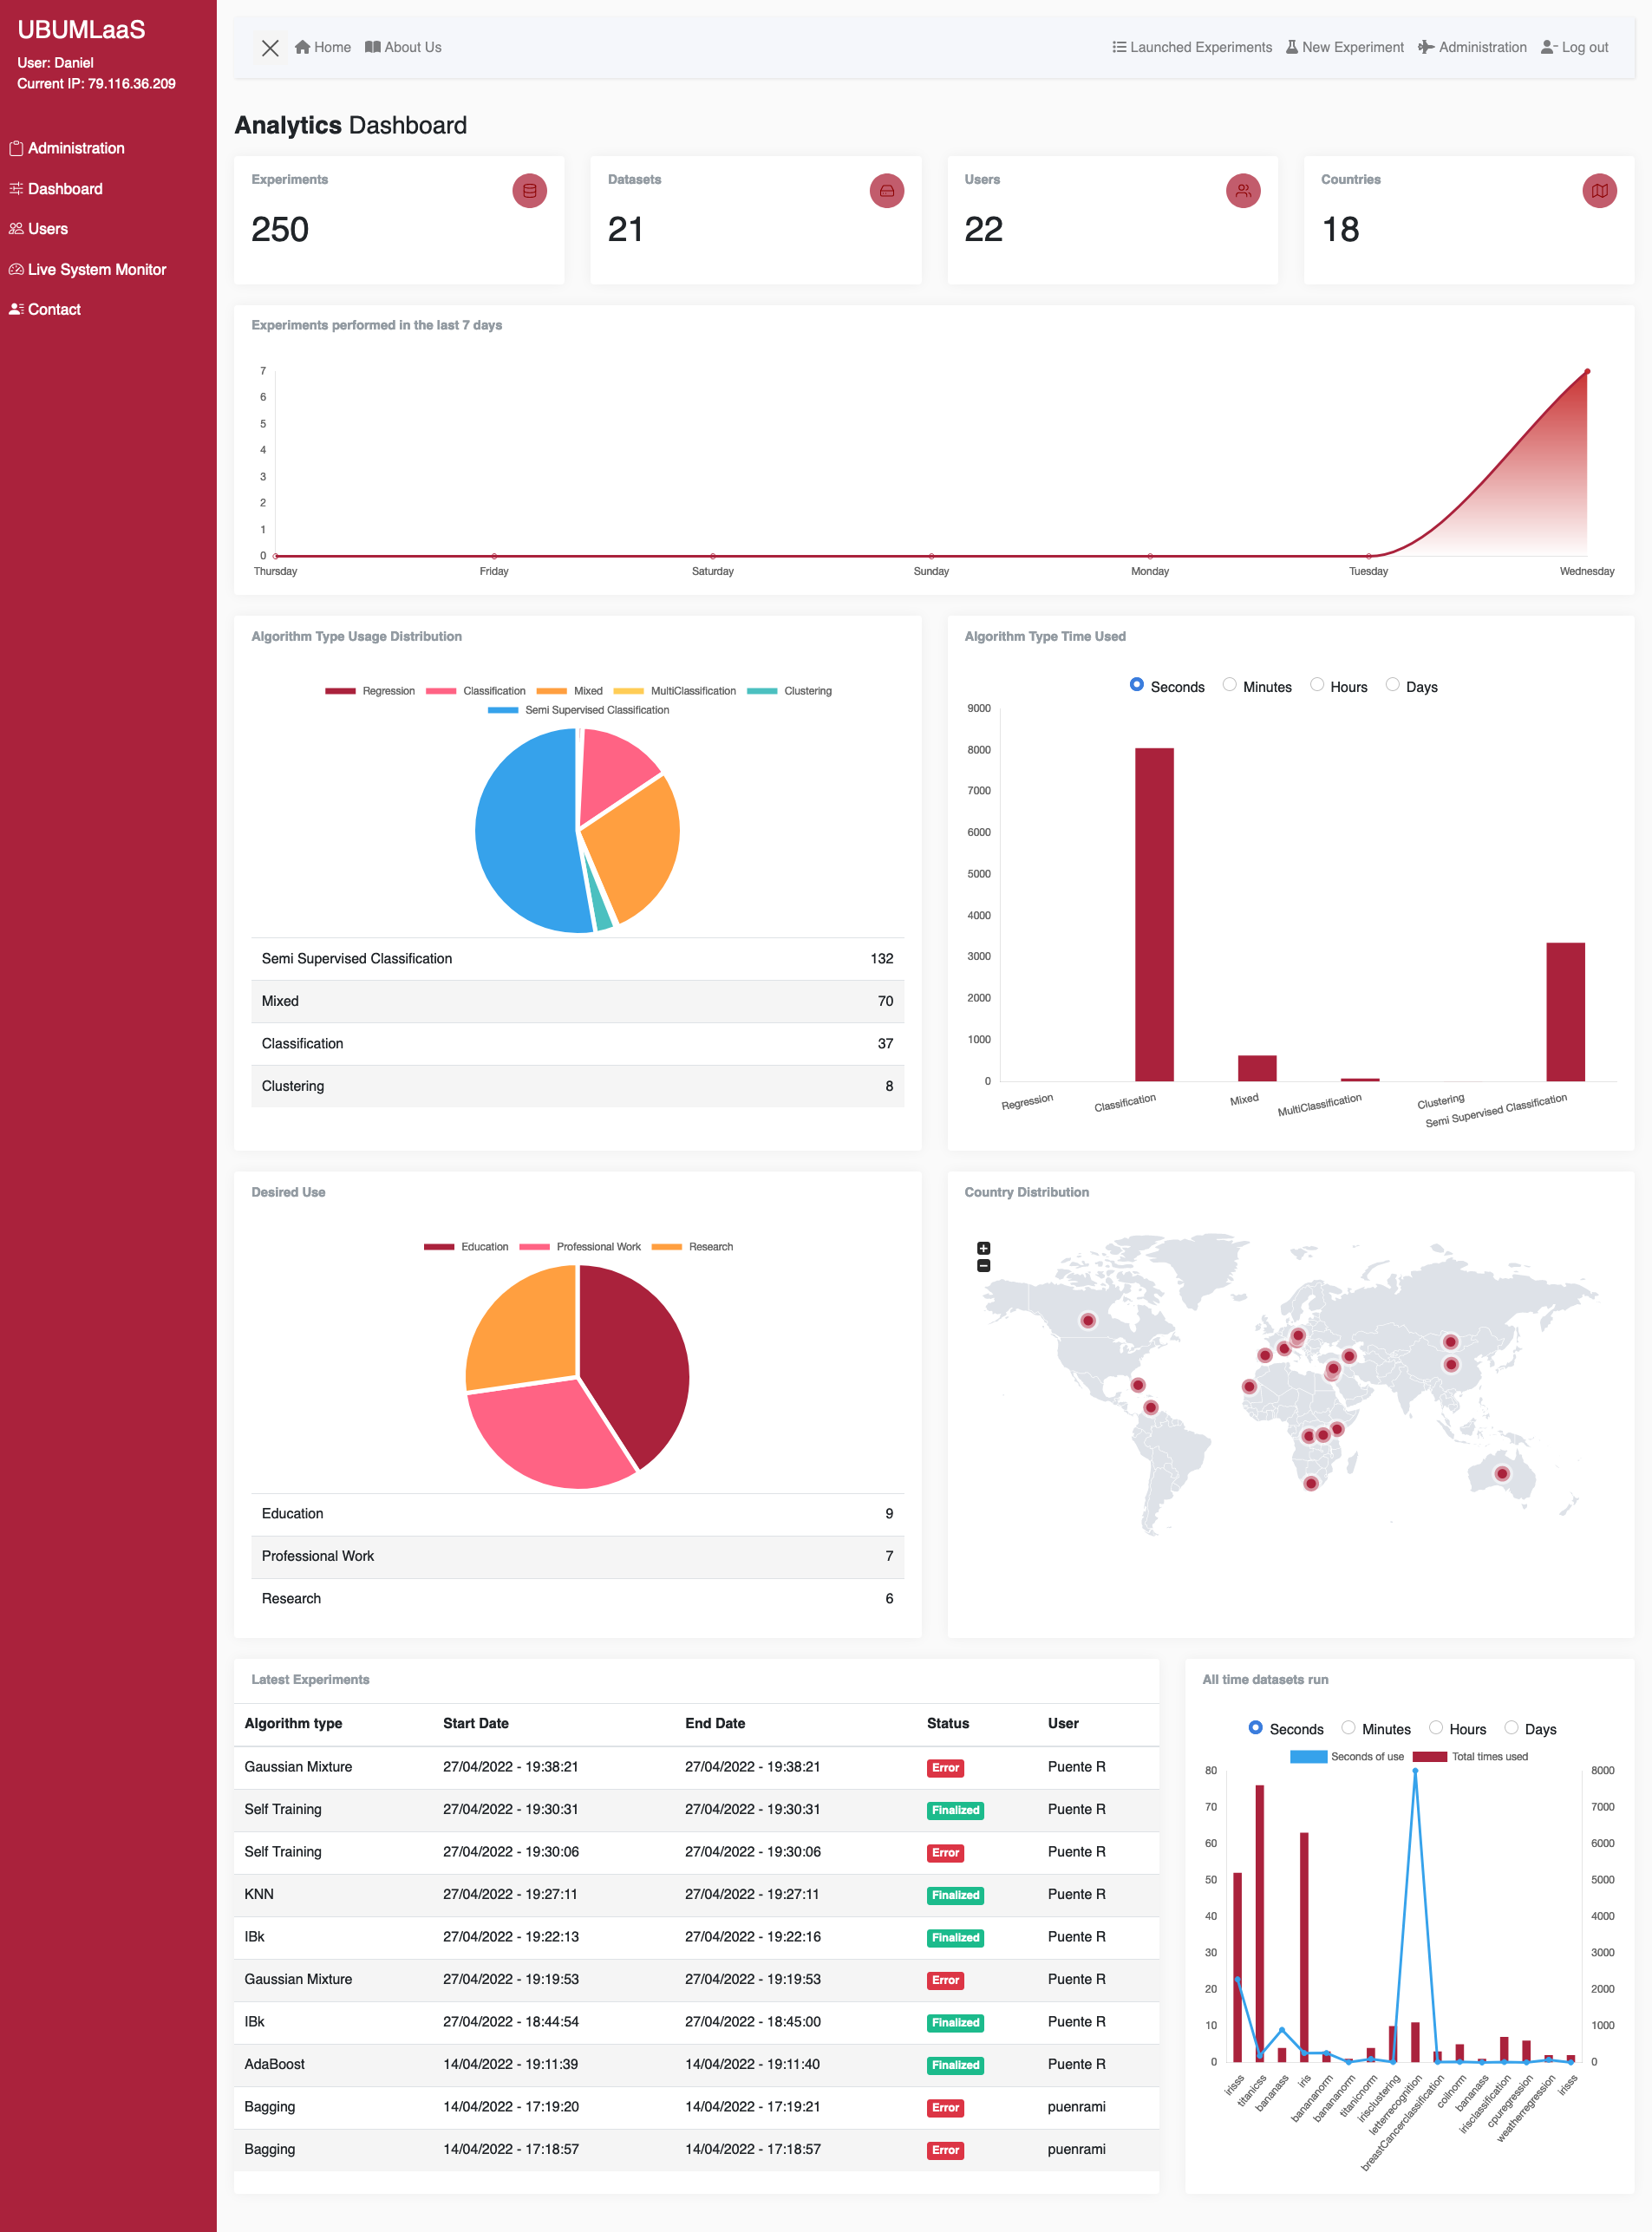 UBUMLaaS
User: Daniel
Current IP: 79.116.36.209
Administration
Dashboard
Users
Live System Monitor
Contact
Home About Us Launched Experiments New Experiment Administration Log out
Analytics Dashboard
Experiments
250
Datasets
21
Users
22
Countries
18
Experiments performed in the last 7 days
7
6
5
4
3
2
1
0
Thursday Friday Saturday Sunday Monday Tuesday Wednesday
Algorithm Type Usage Distribution
Regression Classification Mixed MultiClassification Clustering
Semi Supervised Classification
Semi Supervised Classification 132
Mixed 70
Classification 37
Clustering 8
Algorithm Type Time Used
Seconds Minutes Hours Days
9000
8000
7000
6000
5000
4000
3000
2000
1000
0
Regression Classification Mixed MultiClassification Clustering Semi Supervised Classification
Desired Use
Education Professional Work Research
Education 9
Professional Work 7
Research 6
Country Distribution
+
−
Latest Experiments
Algorithm type Start Date End Date Status User
Gaussian Mixture 27/04/2022 - 19:38:21 27/04/2022 - 19:38:21 Error Puente R
Self Training 27/04/2022 - 19:30:31 27/04/2022 - 19:30:31 Finalized Puente R
Self Training 27/04/2022 - 19:30:06 27/04/2022 - 19:30:06 Error Puente R
KNN 27/04/2022 - 19:27:11 27/04/2022 - 19:27:11 Finalized Puente R
IBk 27/04/2022 - 19:22:13 27/04/2022 - 19:22:16 Finalized Puente R
Gaussian Mixture 27/04/2022 - 19:19:53 27/04/2022 - 19:19:53 Error Puente R
IBk 27/04/2022 - 18:44:54 27/04/2022 - 18:45:00 Finalized Puente R
AdaBoost 14/04/2022 - 19:11:39 14/04/2022 - 19:11:40 Finalized Puente R
Bagging 14/04/2022 - 17:19:20 14/04/2022 - 17:19:21 Error puenrami
Bagging 14/04/2022 - 17:18:57 14/04/2022 - 17:18:57 Error puenrami
All time datasets run
Seconds Minutes Hours Days
Seconds of use Total times used
80 8000
70 7000
60 6000
50 5000
40 4000
30 3000
20 2000
10 1000
0 0
irisss titanicss bananass iris banananorm banananorm titanicnorm irisclustering letterrecognition breastCancerclassification coilnorm bananass irisclassification cpuregression weatherregression irisss